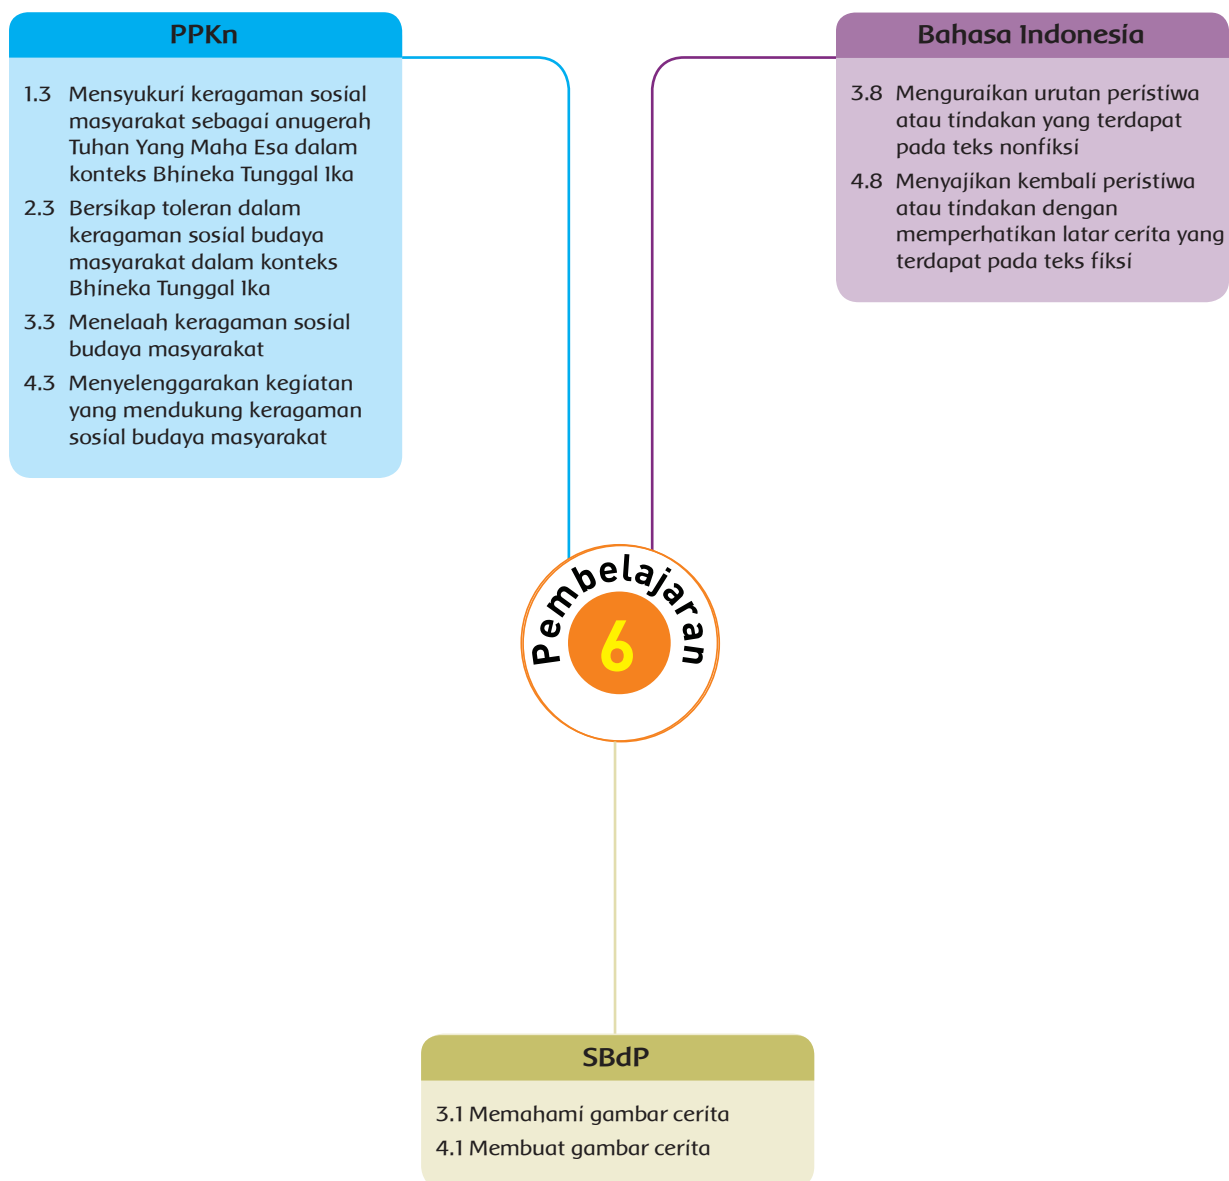 PPKn
1.3 Mensyukuri keragaman sosial
masyarakat sebagai anugerah
Tuhan Yang Maha Esa dalam
konteks Bhineka Tunggal Ika
2.3 Bersikap toleran dalam
keragaman sosial budaya
masyarakat dalam konteks
Bhineka Tunggal Ika
3.3 Menelaah keragaman sosial
budaya masyarakat
4.3 Menyelenggarakan kegiatan
yang mendukung keragaman
sosial budaya masyarakat
Bahasa Indonesia
3.8 Menguraikan urutan peristiwa
atau tindakan yang terdapat
pada teks nonfiksi
4.8 Menyajikan kembali peristiwa
atau tindakan dengan
memperhatikan latar cerita yang
terdapat pada teks fiksi
Pembelajaran
6
SBdP
3.1 Memahami gambar cerita
4.1 Membuat gambar cerita